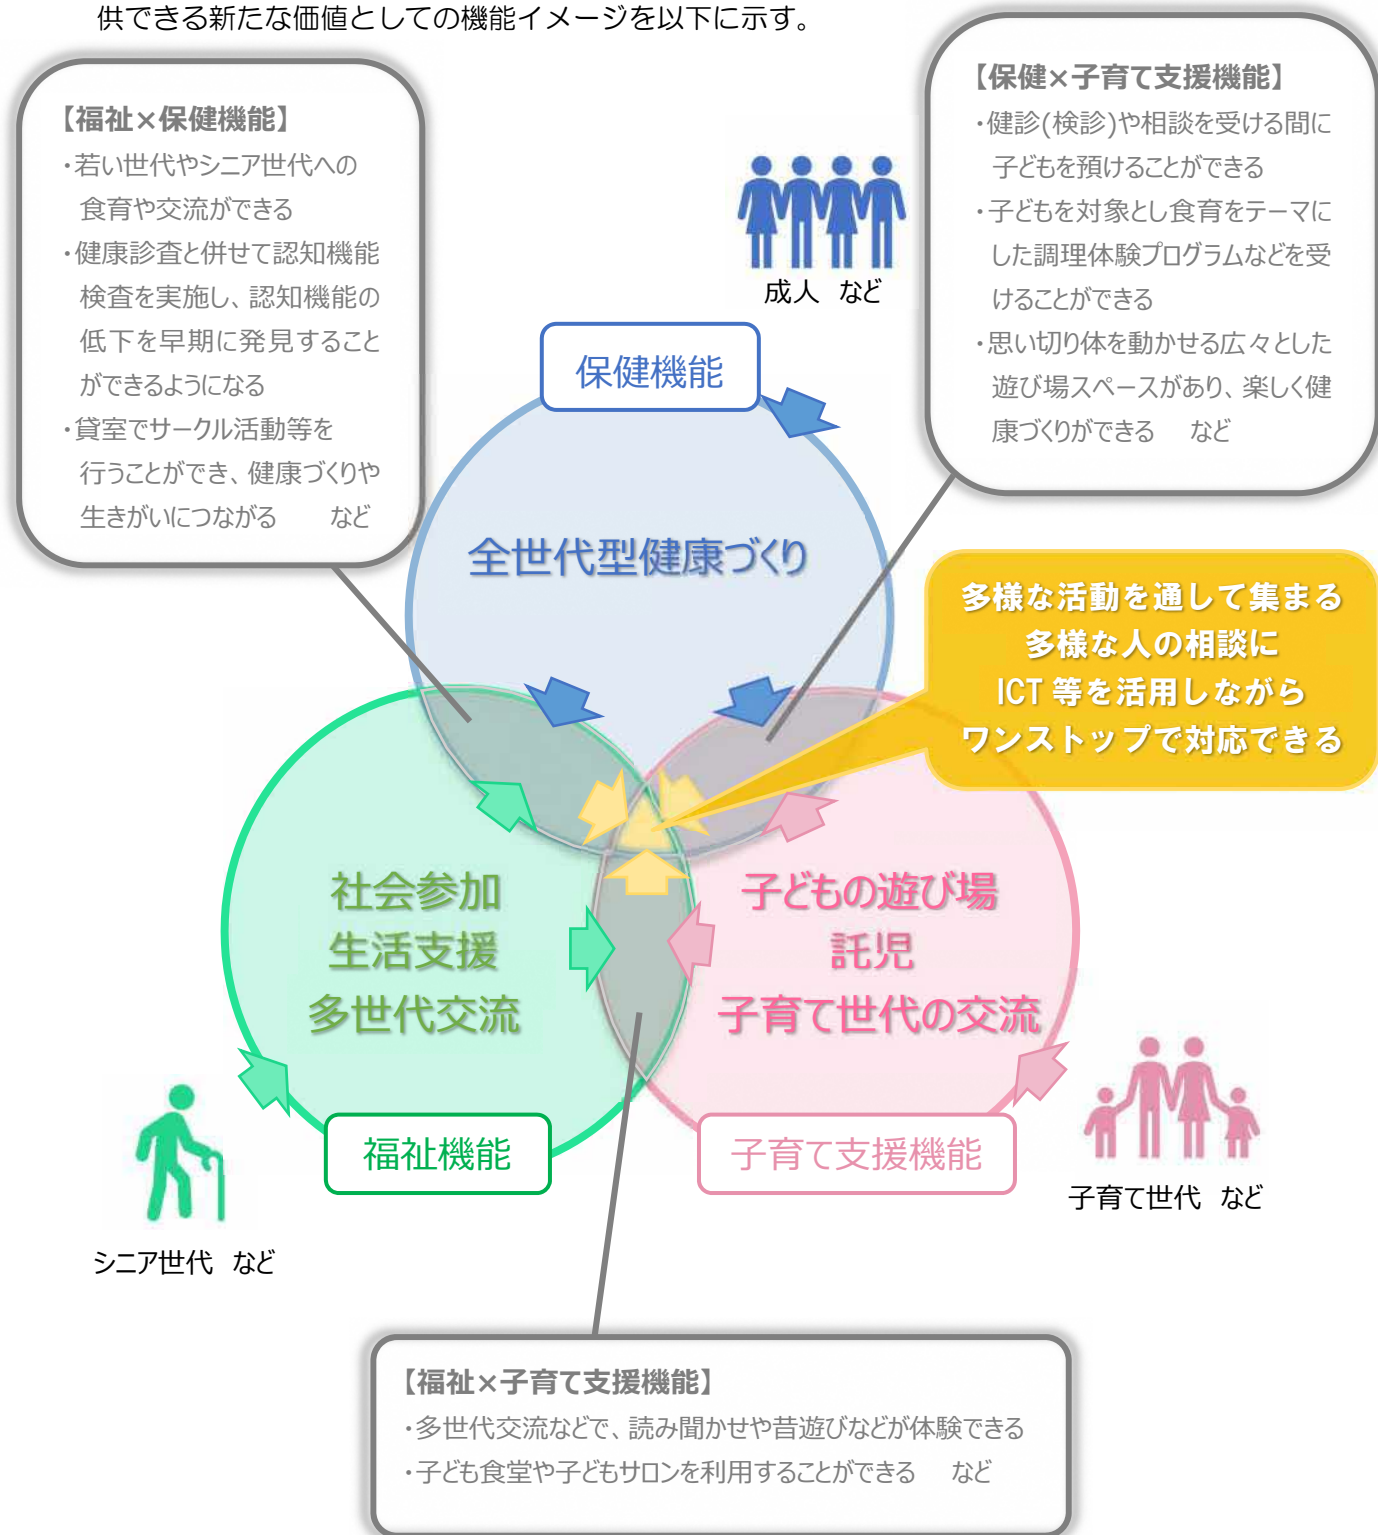 供できる新たな価値としての機能イメージを以下に示す。
【福祉×保健機能】
・若い世代やシニア世代への
食育や交流ができる
・健康診査と併せて認知機能
検査を実施し、認知機能の
低下を早期に発見すること
ができるようになる
・貸室でサークル活動等を
行うことができ、健康づくりや
生きがいにつながる　など
【保健×子育て支援機能】
・健診(検診)や相談を受ける間に
子どもを預けることができる
・子どもを対象とし食育をテーマに
した調理体験プログラムなどを受
けることができる
・思い切り体を動かせる広々とした
遊び場スペースがあり、楽しく健
康づくりができる　など
成人　など
保健機能
全世代型健康づくり
多様な活動を通して集まる
多様な人の相談に
ICT 等を活用しながら
ワンストップで対応できる
社会参加
生活支援
多世代交流
子どもの遊び場
託児
子育て世代の交流
福祉機能
子育て支援機能
シニア世代　など
子育て世代　など
【福祉×子育て支援機能】
・多世代交流などで、読み聞かせや昔遊びなどが体験できる
・子ども食堂や子どもサロンを利用することができる　など